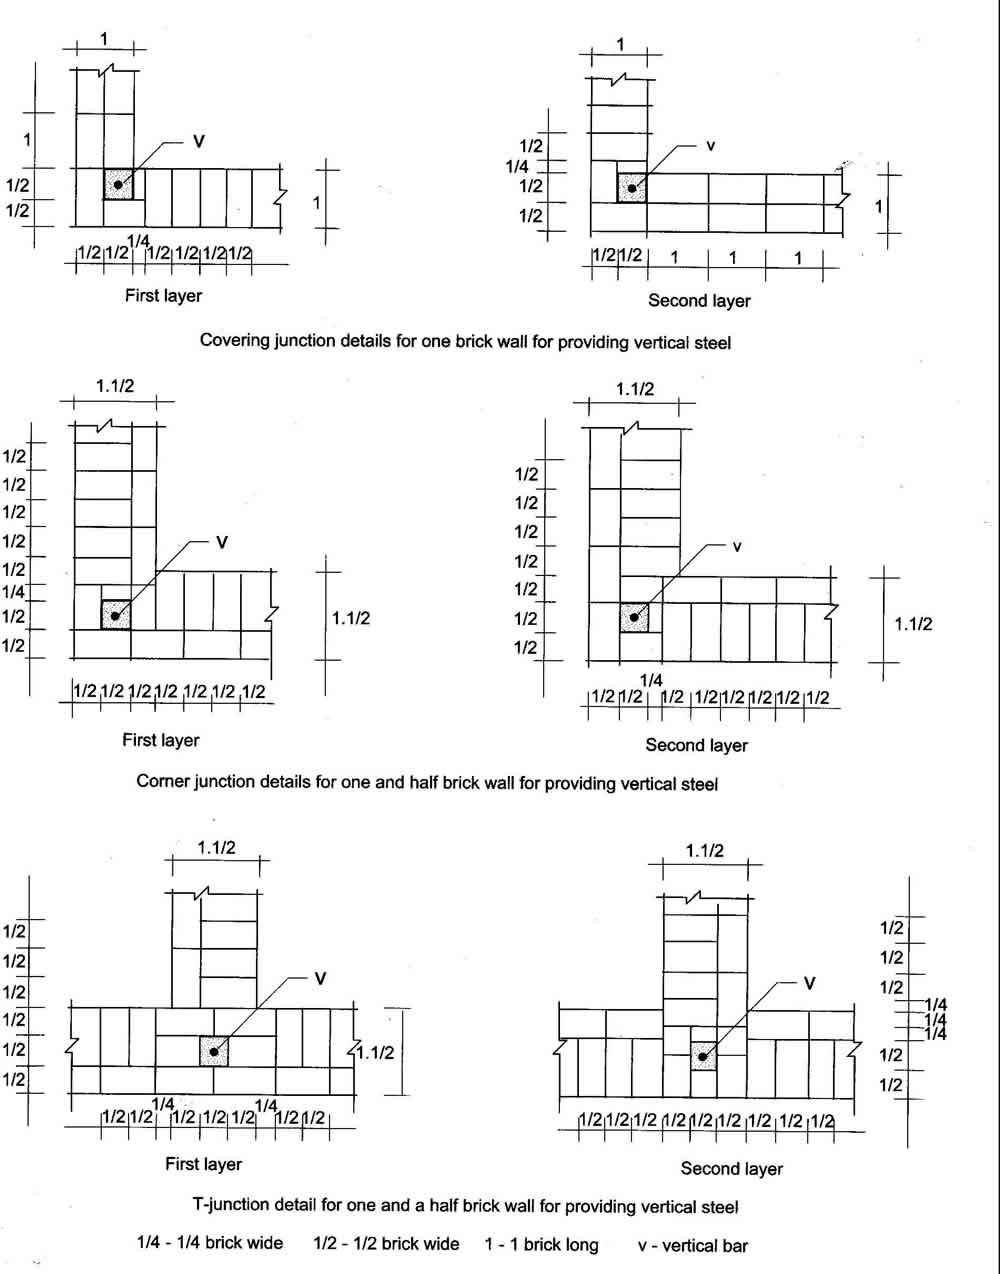 1
1
V
1/2
1/2
1
1/4
1/2 1/2 1/2 1/2 1/2 1/2
First layer
1
1/2
1/4
1/2
1/2
v
1
1/2 1/2 1 1 1
Second layer
Covering junction details for one brick wall for providing vertical steel
1.1/2
1/2
1/2
1/2
1/2
1/2
1/4
1/2
1/2
V
1.1/2
1/2 1/2 1/2 1/2 1/2 1/2 1/2
First layer
1.1/2
1/2
1/2
1/2
1/2
1/2
1/2
1/2
v
1.1/2
1/4
1/2 1/2 1/2 1/2 1/2 1/2 1/2 1/2
Second layer
Corner junction details for one and half brick wall for providing vertical steel
1.1/2
1/2
1/2
1/2
1/2
1/2
1/2
V
1.1/2
1/4 1/4
1/2 1/2 1/2 1/2 1/2 1/2 1/2
First layer
1.1/2
1/2
1/2
1/2
1/4
1/4
1/4
1/2
1/2
V
1/2 1/2 1/2 1/2 1/2 1/2 1/2 1/2 1/2
Second layer
T-junction detail for one and a half brick wall for providing vertical steel
1/4 - 1/4 brick wide 1/2 - 1/2 brick wide 1 - 1 brick long v - vertical bar